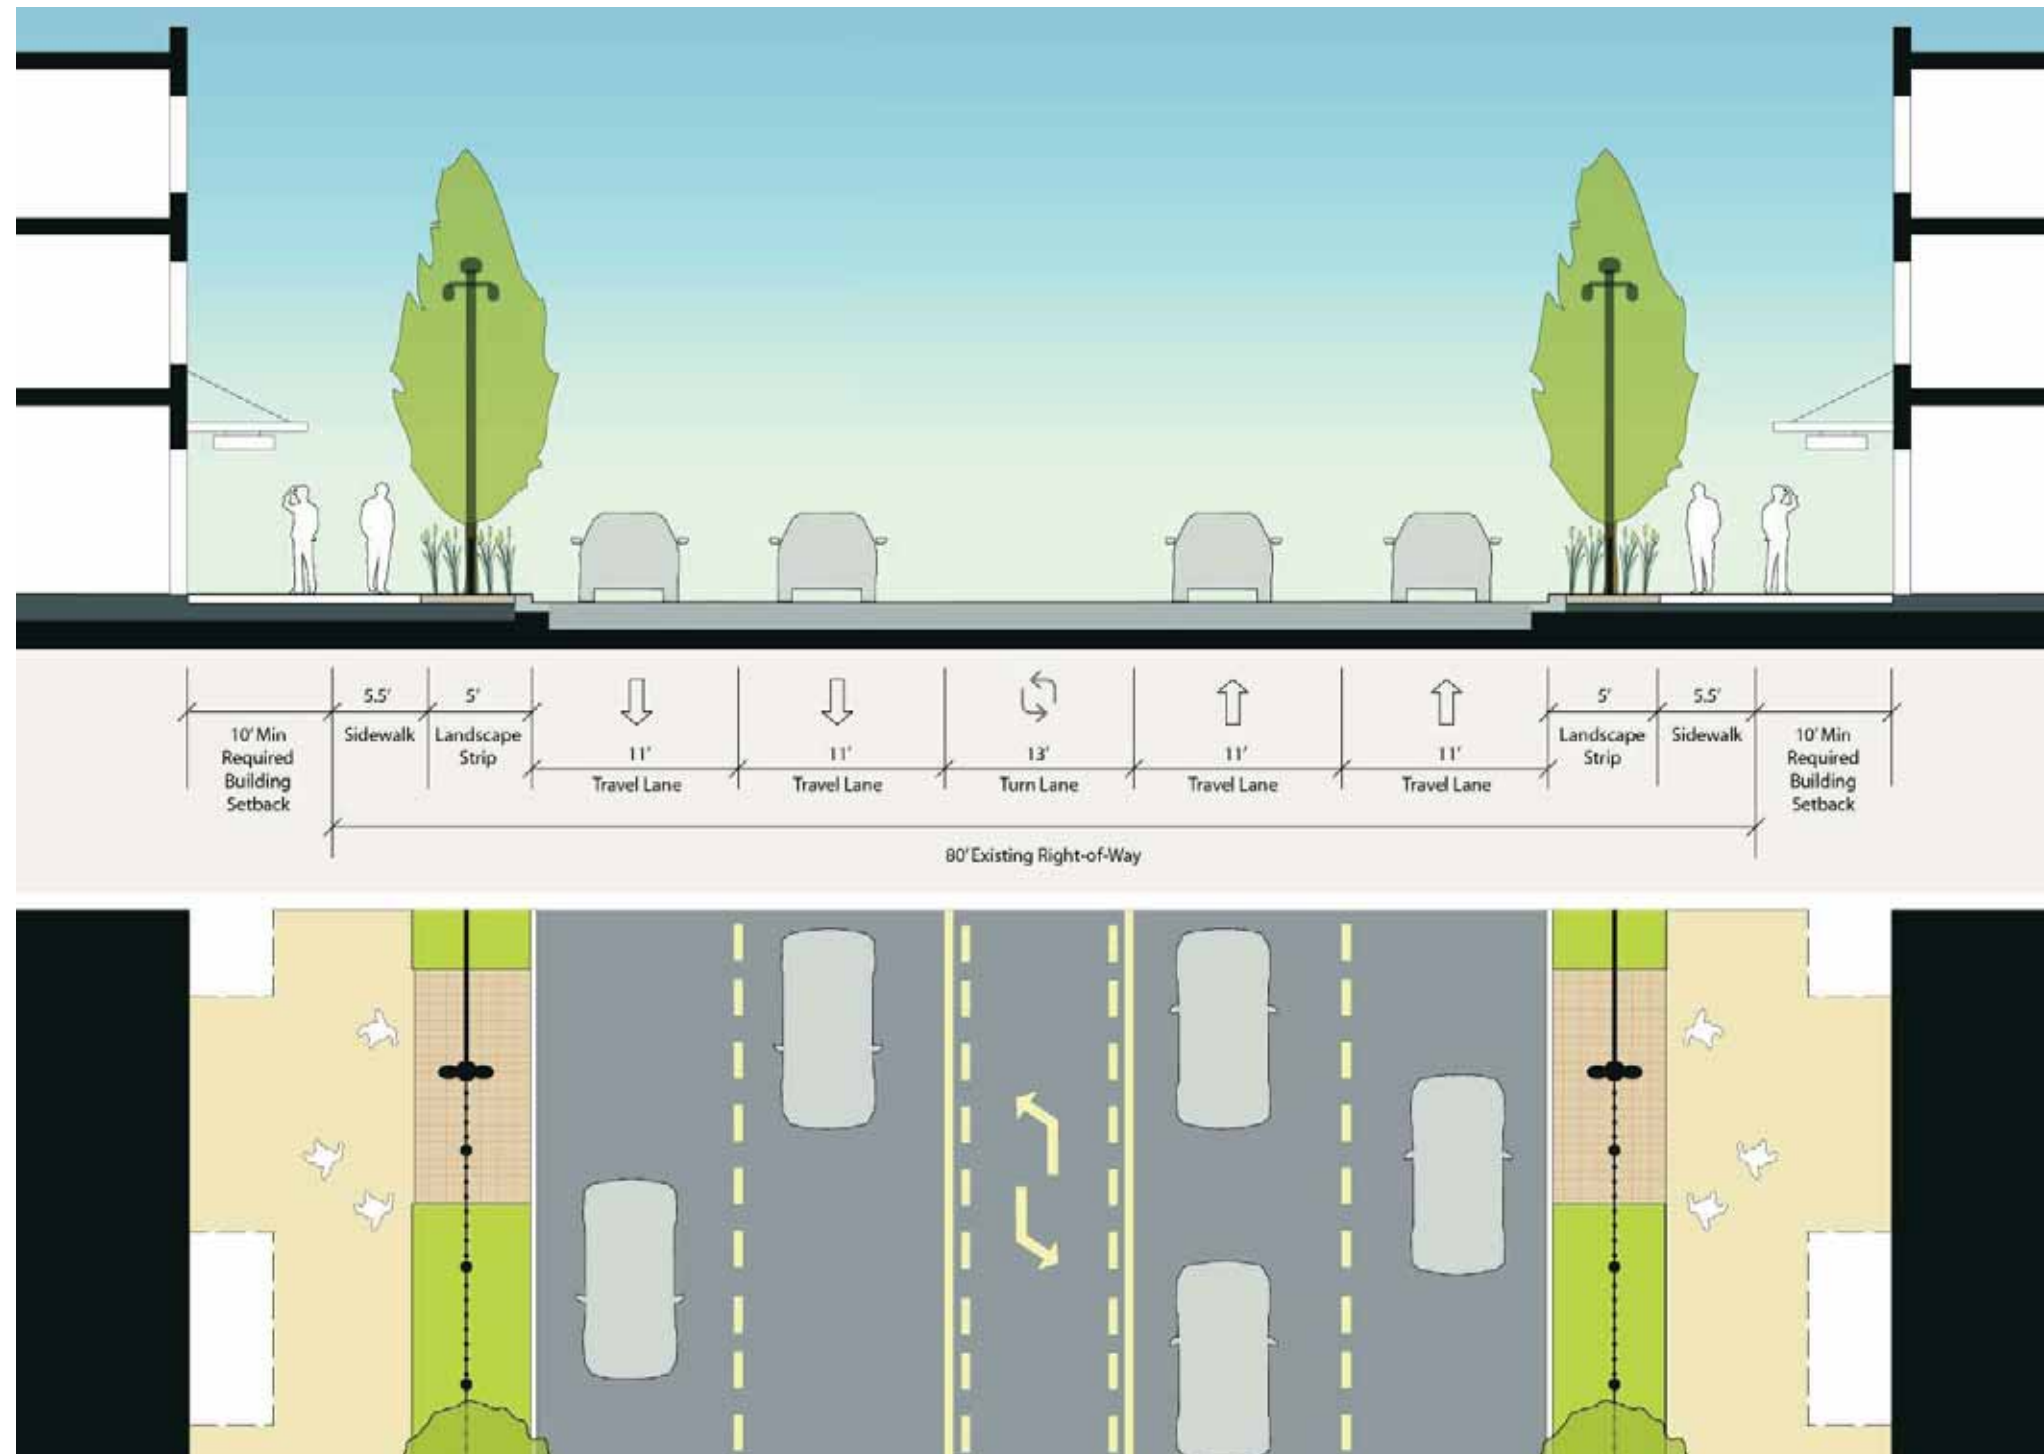 5.5'
5'
5'
5.5'
10' Min
Required
Building
Setback
Sidewalk
Landscape
Strip
11'
Travel Lane
11'
Travel Lane
13'
Turn Lane
11'
Travel Lane
11'
Travel Lane
Landscape
Strip
Sidewalk
10' Min
Required
Building
Setback
80' Existing Right-of-Way